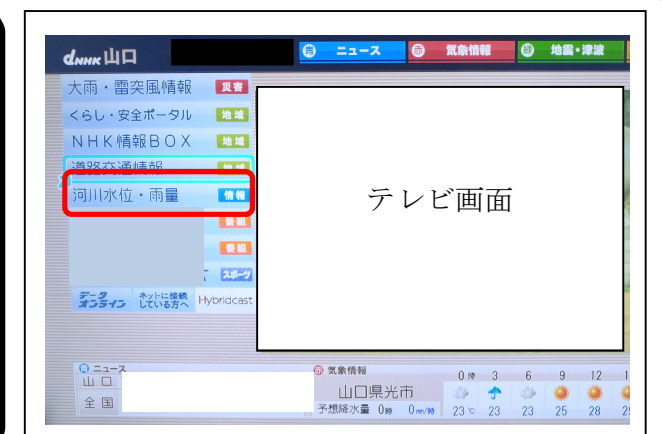 dNHK山口
青 ニュース 赤 気象情報 緑 地震・津波
大雨・雷突風情報 災害
くらし・安全ポータル 地域
NHK情報BOX 地域
道路交通情報 地域
河川水位・雨量 情報
番組
番組
スポーツ
データオンライン ネットに接続している方へ Hybridcast
テレビ画面
青 ニュース
山口
全国
赤 気象情報
山口県光市
予想降水量 0時 0mm/時
0時 3 6 9 12
23℃ 23 23 25 28